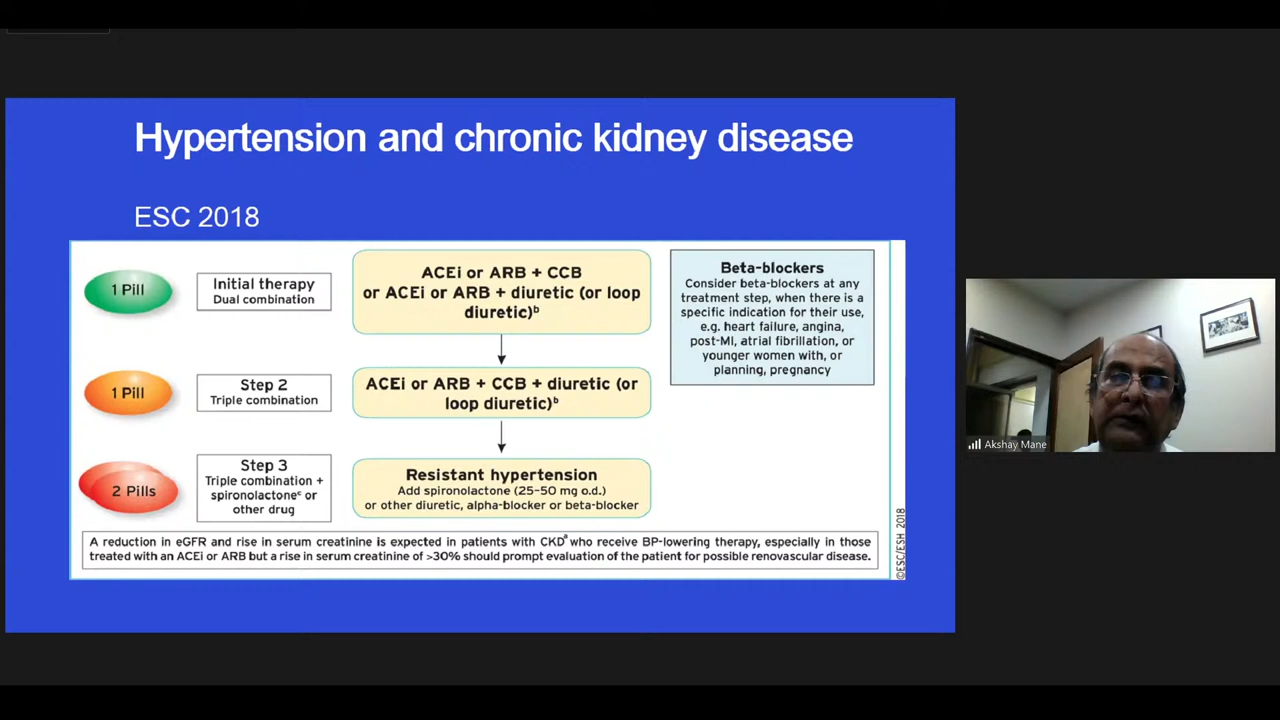 Hypertension and chronic kidney disease
ESC 2018
1 Pill
Initial therapy
Dual combination
ACEi or ARB + CCB
or ACEi or ARB + diuretic (or loop
diuretic)ᵇ
Beta-blockers
Consider beta-blockers at any
treatment step, when there is a
specific indication for their use,
e.g. heart failure, angina,
post-MI, atrial fibrillation, or
younger women with, or
planning, pregnancy
1 Pill
Step 2
Triple combination
ACEi or ARB + CCB + diuretic (or
loop diuretic)ᵇ
2 Pills
Step 3
Triple combination +
spironolactoneᶜ or
other drug
Resistant hypertension
Add spironolactone (25–50 mg o.d.)
or other diuretic, alpha-blocker or beta-blocker
A reduction in eGFR and rise in serum creatinine is expected in patients with CKDᵃ who receive BP-lowering therapy, especially in those
treated with an ACEi or ARB but a rise in serum creatinine of >30% should prompt evaluation of the patient for possible renovascular disease.
©ESC/ESH 2018
Akshay Mane